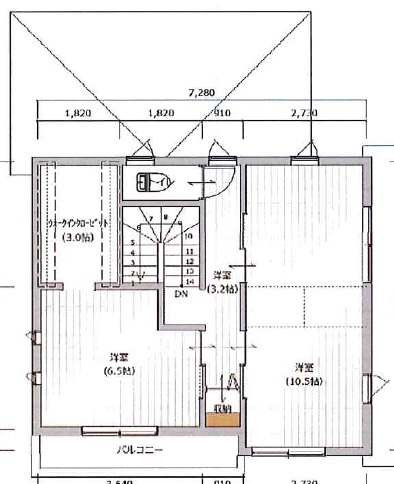 7,280
1,820 1,820 910 2,730
ウォークインクローゼット
(3.0帖)
7 8
6 9
5 10
4 11
3 12
2 13
1 14
DN
洋室
(3.2帖)
洋室
(6.5帖)
洋室
(10.5帖)
収納
バルコニー
3,640 910 2,730